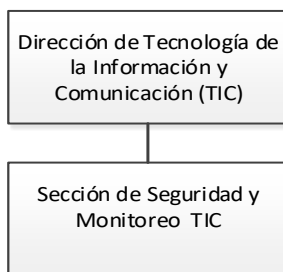 Dirección de Tecnología de
la Información y
Comunicación (TIC)
Sección de Seguridad y
Monitoreo TIC